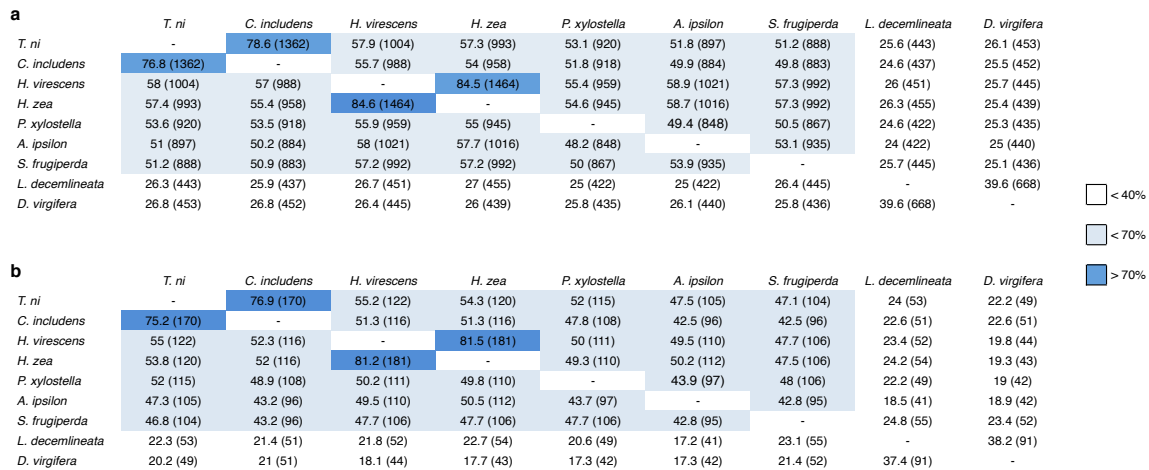 a
T. ni C. includens H. virescens H. zea P. xylostella A. ipsilon S. frugiperda L. decemlineata D. virgifera
T. ni - 78.6 (1362) 57.9 (1004) 57.3 (993) 53.1 (920) 51.8 (897) 51.2 (888) 25.6 (443) 26.1 (453)
C. includens 76.8 (1362) - 55.7 (988) 54 (958) 51.8 (918) 49.9 (884) 49.8 (883) 24.6 (437) 25.5 (452)
H. virescens 58 (1004) 57 (988) - 84.5 (1464) 55.4 (959) 58.9 (1021) 57.3 (992) 26 (451) 25.7 (445)
H. zea 57.4 (993) 55.4 (958) 84.6 (1464) - 54.6 (945) 58.7 (1016) 57.3 (992) 26.3 (455) 25.4 (439)
P. xylostella 53.6 (920) 53.5 (918) 55.9 (959) 55 (945) - 49.4 (848) 50.5 (867) 24.6 (422) 25.3 (435)
A. ipsilon 51 (897) 50.2 (884) 58 (1021) 57.7 (1016) 48.2 (848) - 53.1 (935) 24 (422) 25 (440)
S. frugiperda 51.2 (888) 50.9 (883) 57.2 (992) 57.2 (992) 50 (867) 53.9 (935) - 25.7 (445) 25.1 (436)
L. decemlineata 26.3 (443) 25.9 (437) 26.7 (451) 27 (455) 25 (422) 25 (422) 26.4 (445) - 39.6 (668)
D. virgifera 26.8 (453) 26.8 (452) 26.4 (445) 26 (439) 25.8 (435) 26.1 (440) 25.8 (436) 39.6 (668) -
< 40%
< 70%
> 70%
b
T. ni C. includens H. virescens H. zea P. xylostella A. ipsilon S. frugiperda L. decemlineata D. virgifera
T. ni - 76.9 (170) 55.2 (122) 54.3 (120) 52 (115) 47.5 (105) 47.1 (104) 24 (53) 22.2 (49)
C. includens 75.2 (170) - 51.3 (116) 51.3 (116) 47.8 (108) 42.5 (96) 42.5 (96) 22.6 (51) 22.6 (51)
H. virescens 55 (122) 52.3 (116) - 81.5 (181) 50 (111) 49.5 (110) 47.7 (106) 23.4 (52) 19.8 (44)
H. zea 53.8 (120) 52 (116) 81.2 (181) - 49.3 (110) 50.2 (112) 47.5 (106) 24.2 (54) 19.3 (43)
P. xylostella 52 (115) 48.9 (108) 50.2 (111) 49.8 (110) - 43.9 (97) 48 (106) 22.2 (49) 19 (42)
A. ipsilon 47.3 (105) 43.2 (96) 49.5 (110) 50.5 (112) 43.7 (97) - 42.8 (95) 18.5 (41) 18.9 (42)
S. frugiperda 46.8 (104) 43.2 (96) 47.7 (106) 47.7 (106) 47.7 (106) 42.8 (95) - 24.8 (55) 23.4 (52)
L. decemlineata 22.3 (53) 21.4 (51) 21.8 (52) 22.7 (54) 20.6 (49) 17.2 (41) 23.1 (55) - 38.2 (91)
D. virgifera 20.2 (49) 21 (51) 18.1 (44) 17.7 (43) 17.3 (42) 17.3 (42) 21.4 (52) 37.4 (91) -